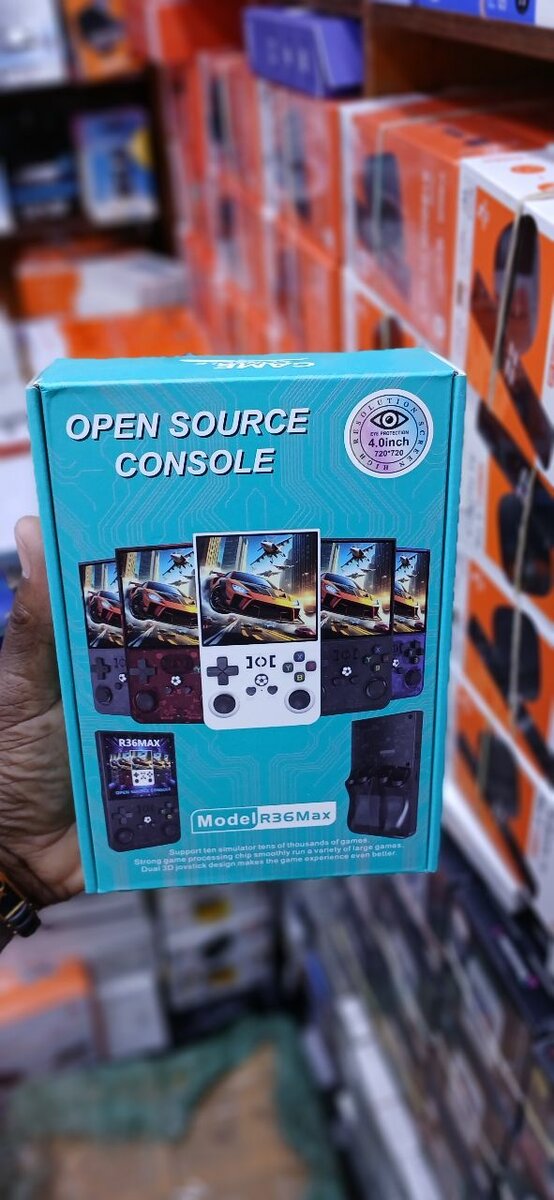 OPEN SOURCE
CONSOLE
HIGH RESOLUTION SCREEN
EYE PROTECTION
4.0inch
720*720
X
Y
B
R36MAX
OPEN SOURCE CONSOLE
Model R36Max
Support ten simulator tens of thousands of games.
Strong game processing chip smoothly run a variety of large games.
Dual 3D joystick design makes the game experience even better.